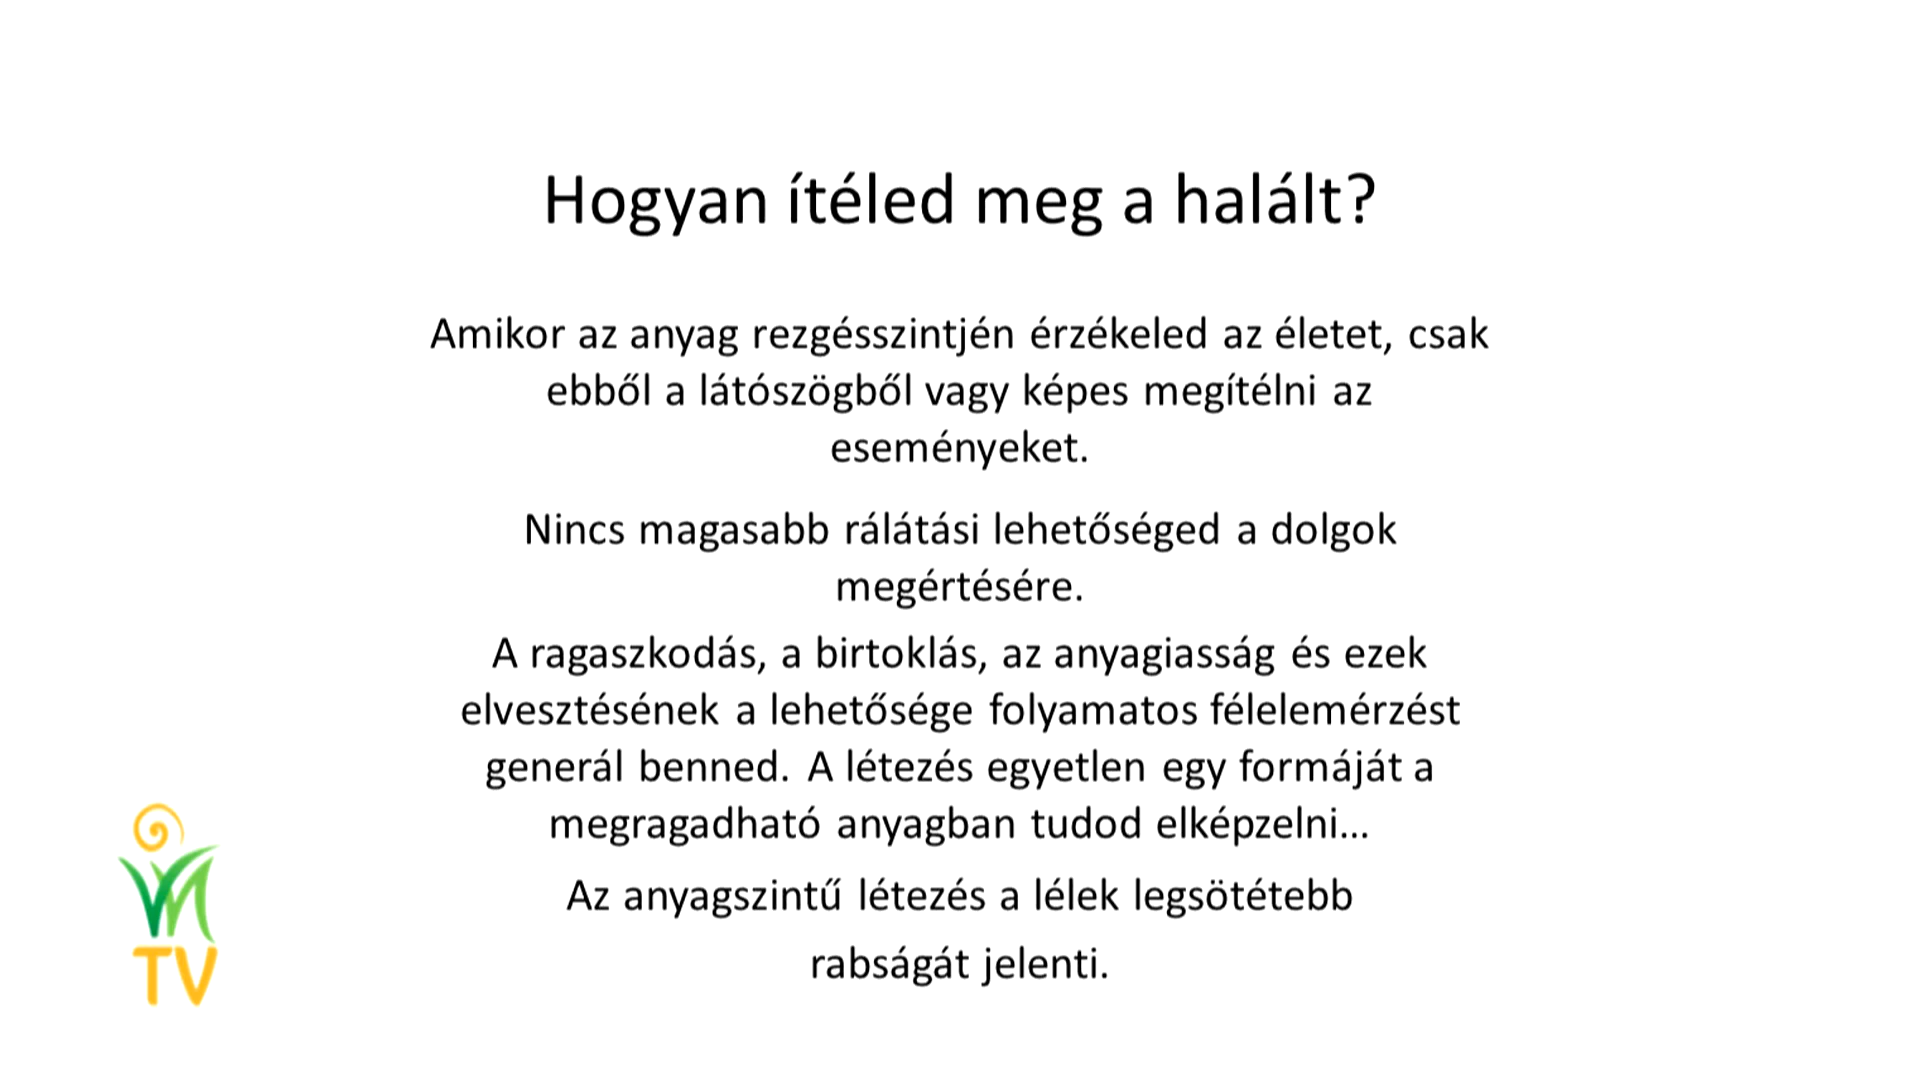 Hogyan ítéled meg a halált?
Amikor az anyag rezgésszintjén érzékeled az életet, csak
ebből a látószögből vagy képes megítélni az
eseményeket.
Nincs magasabb rálátási lehetőséged a dolgok
megértésére.
A ragaszkodás, a birtoklás, az anyagiasság és ezek
elvesztésének a lehetősége folyamatos félelemérzést
generál benned. A létezés egyetlen egy formáját a
megragadható anyagban tudod elképzelni...
Az anyagszintű létezés a lélek legsötétebb
rabságát jelenti.
TV